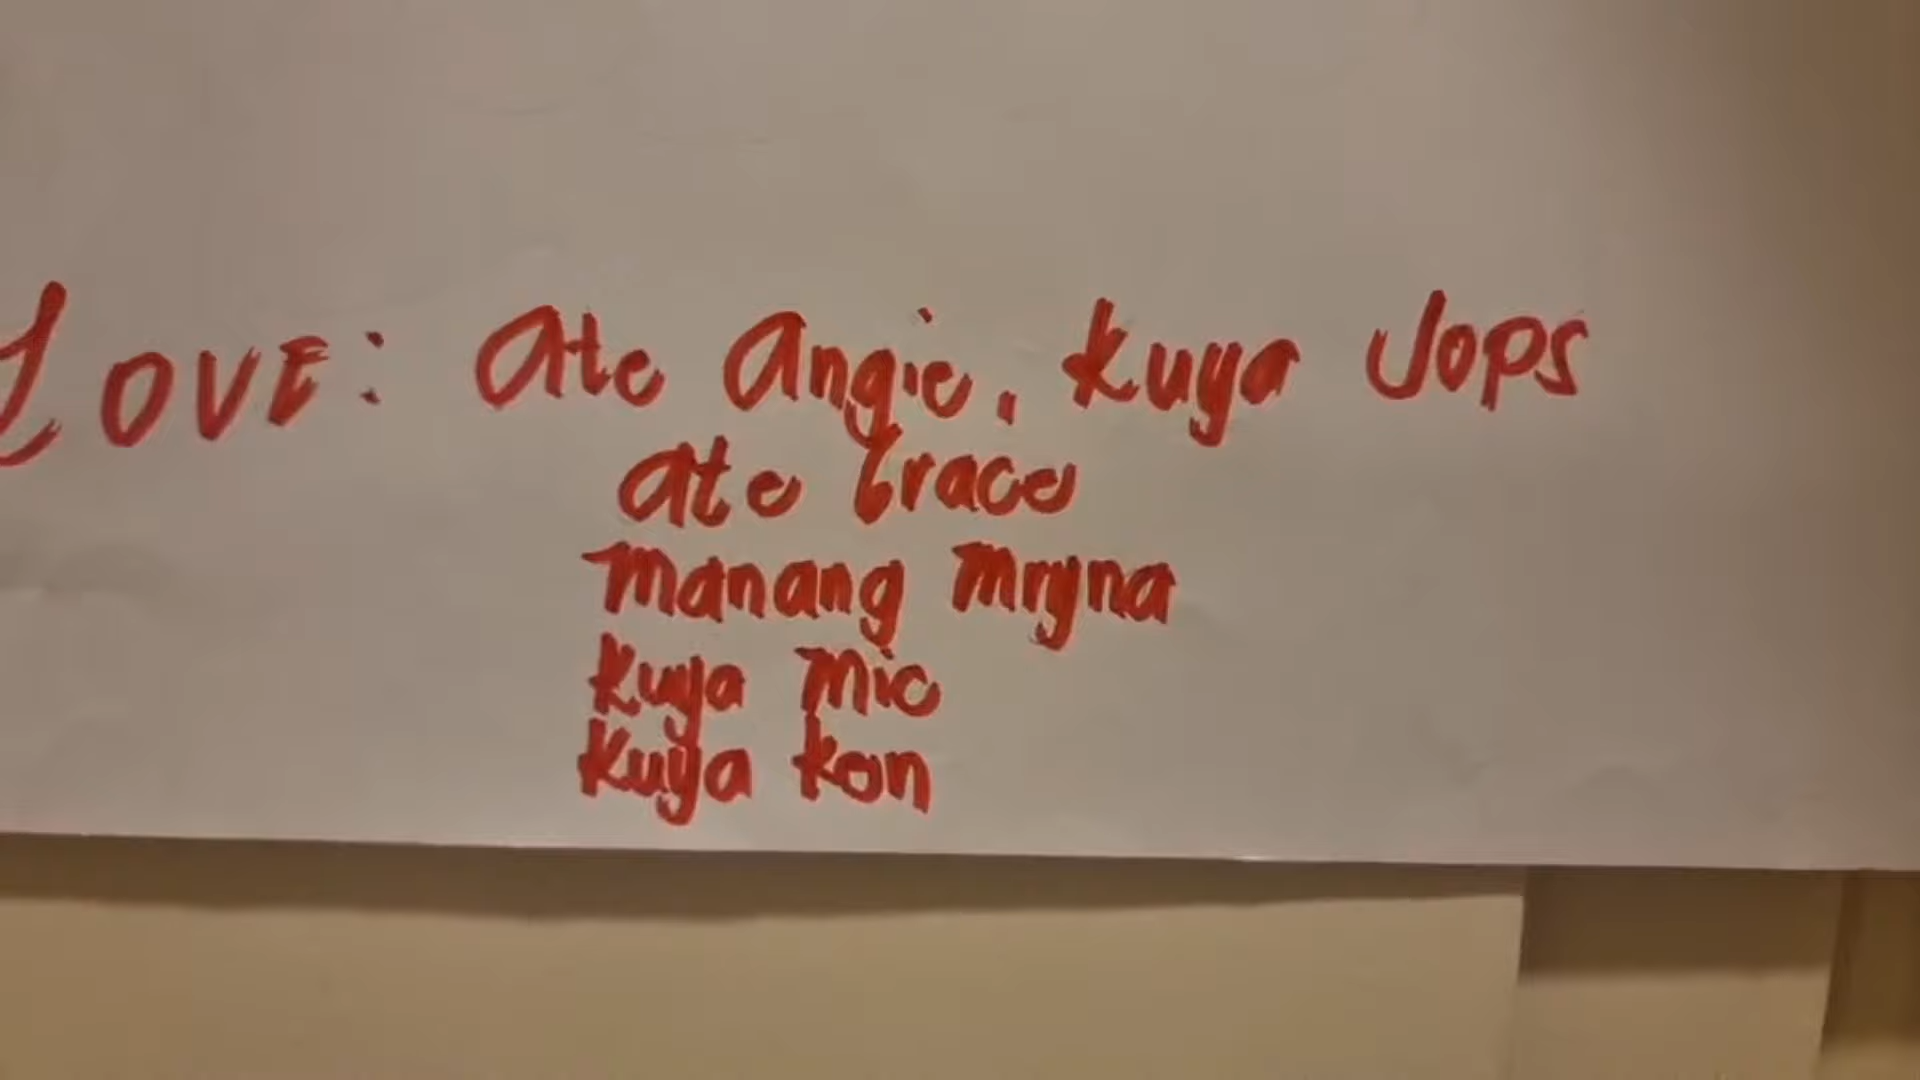 LOVE: Ate Angie, Kuya Jops
Ate Grace
Manang Mryna
Kuya Mic
Kuya Kon